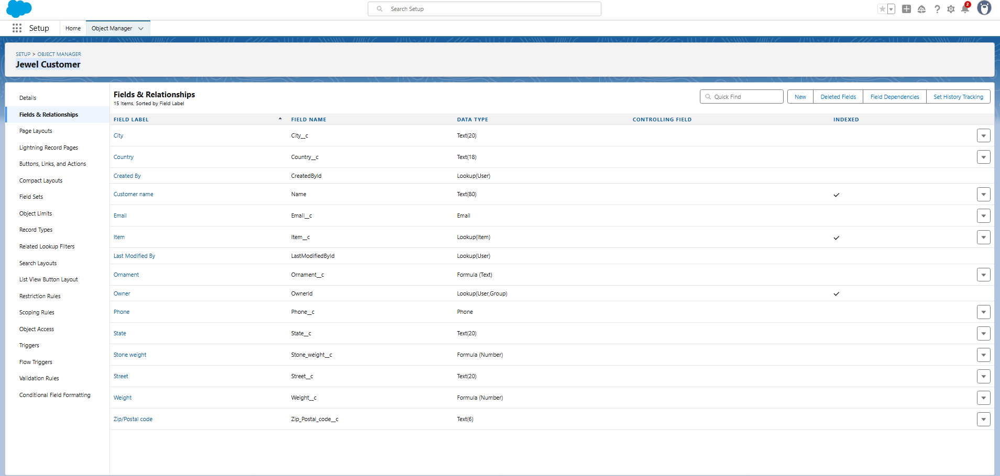 Search Setup
2
Setup
Home
Object Manager
SETUP > OBJECT MANAGER
Jewel Customer
Details
Fields & Relationships
Page Layouts
Lightning Record Pages
Buttons, Links, and Actions
Compact Layouts
Field Sets
Object Limits
Record Types
Related Lookup Filters
Search Layouts
List View Button Layout
Restriction Rules
Scoping Rules
Object Access
Triggers
Flow Triggers
Validation Rules
Conditional Field Formatting
Fields & Relationships
15 Items, Sorted by Field Label
Quick Find
New
Deleted Fields
Field Dependencies
Set History Tracking
FIELD LABEL FIELD NAME DATA TYPE CONTROLLING FIELD INDEXED
City City__c Text(20)
Country Country__c Text(18)
Created By CreatedById Lookup(User)
Customer name Name Text(80)
Email Email__c Email
Item Item__c Lookup(Item)
Last Modified By LastModifiedById Lookup(User)
Ornament Ornament__c Formula (Text)
Owner OwnerId Lookup(User,Group)
Phone Phone__c Phone
State State__c Text(20)
Stone weight Stone_weight__c Formula (Number)
Street Street__c Text(20)
Weight Weight__c Formula (Number)
Zip/Postal code Zip_Postal_code__c Text(6)